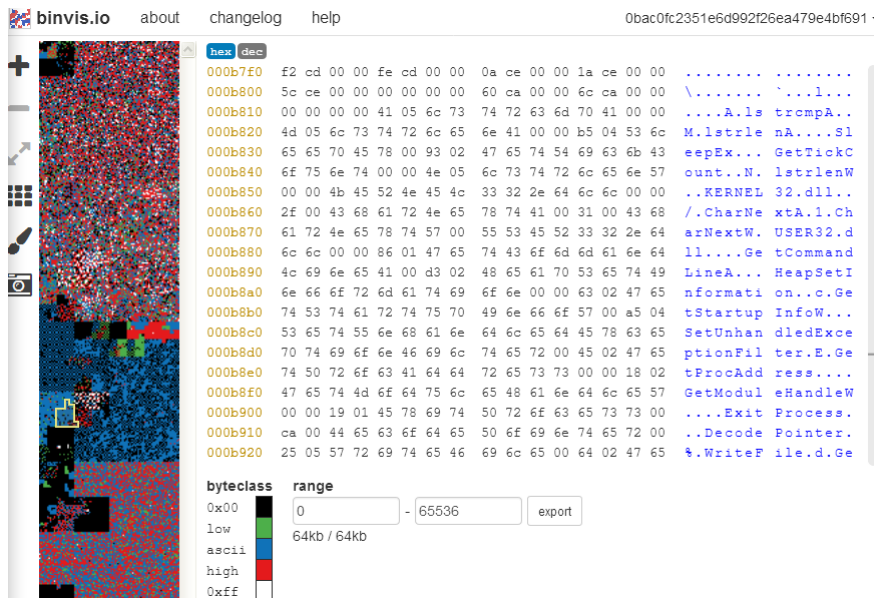 binvis.io about changelog help 0bac0fc2351e6d992f26ea479e4bf691
hex dec
000b7f0 f2 cd 00 00 fe cd 00 00 0a ce 00 00 1a ce 00 00 ........ ........
000b800 5c ce 00 00 00 00 00 00 60 ca 00 00 6c ca 00 00 \....... `...l...
000b810 00 00 00 00 41 05 6c 73 74 72 63 6d 70 41 00 00 ....A.ls trcmpA..
000b820 4d 05 6c 73 74 72 6c 65 6e 41 00 00 b5 04 53 6c M.lstrle nA....Sl
000b830 65 65 70 45 78 00 93 02 47 65 74 54 69 63 6b 43 eepEx... GetTickC
000b840 6f 75 6e 74 00 00 4e 05 6c 73 74 72 6c 65 6e 57 ount..N. lstrlenW
000b850 00 00 4b 45 52 4e 45 4c 33 32 2e 64 6c 6c 00 00 ..KERNEL 32.dll..
000b860 2f 00 43 68 61 72 4e 65 78 74 41 00 31 00 43 68 /.CharNe xtA.1.Ch
000b870 61 72 4e 65 78 74 57 00 55 53 45 52 33 32 2e 64 arNextW. USER32.d
000b880 6c 6c 00 00 86 01 47 65 74 43 6f 6d 6d 61 6e 64 ll....Ge tCommand
000b890 4c 69 6e 65 41 00 d3 02 48 65 61 70 53 65 74 49 LineA... HeapSetI
000b8a0 6e 66 6f 72 6d 61 74 69 6f 6e 00 00 63 02 47 65 nformati on..c.Ge
000b8b0 74 53 74 61 72 74 75 70 49 6e 66 6f 57 00 a5 04 tStartup InfoW...
000b8c0 53 65 74 55 6e 68 61 6e 64 6c 65 64 45 78 63 65 SetUnhan dledExce
000b8d0 70 74 69 6f 6e 46 69 6c 74 65 72 00 45 02 47 65 ptionFil ter.E.Ge
000b8e0 74 50 72 6f 63 41 64 64 72 65 73 73 00 00 18 02 tProcAdd ress....
000b8f0 47 65 74 4d 6f 64 75 6c 65 48 61 6e 64 6c 65 57 GetModul eHandleW
000b900 00 00 19 01 45 78 69 74 50 72 6f 63 65 73 73 00 ....Exit Process.
000b910 ca 00 44 65 63 6f 64 65 50 6f 69 6e 74 65 72 00 ..Decode Pointer.
000b920 25 05 57 72 69 74 65 46 69 6c 65 00 64 02 47 65 %.WriteF ile.d.Ge
byteclass range
0x00 0 - 65536 export
low 64kb / 64kb
ascii
high
0xff